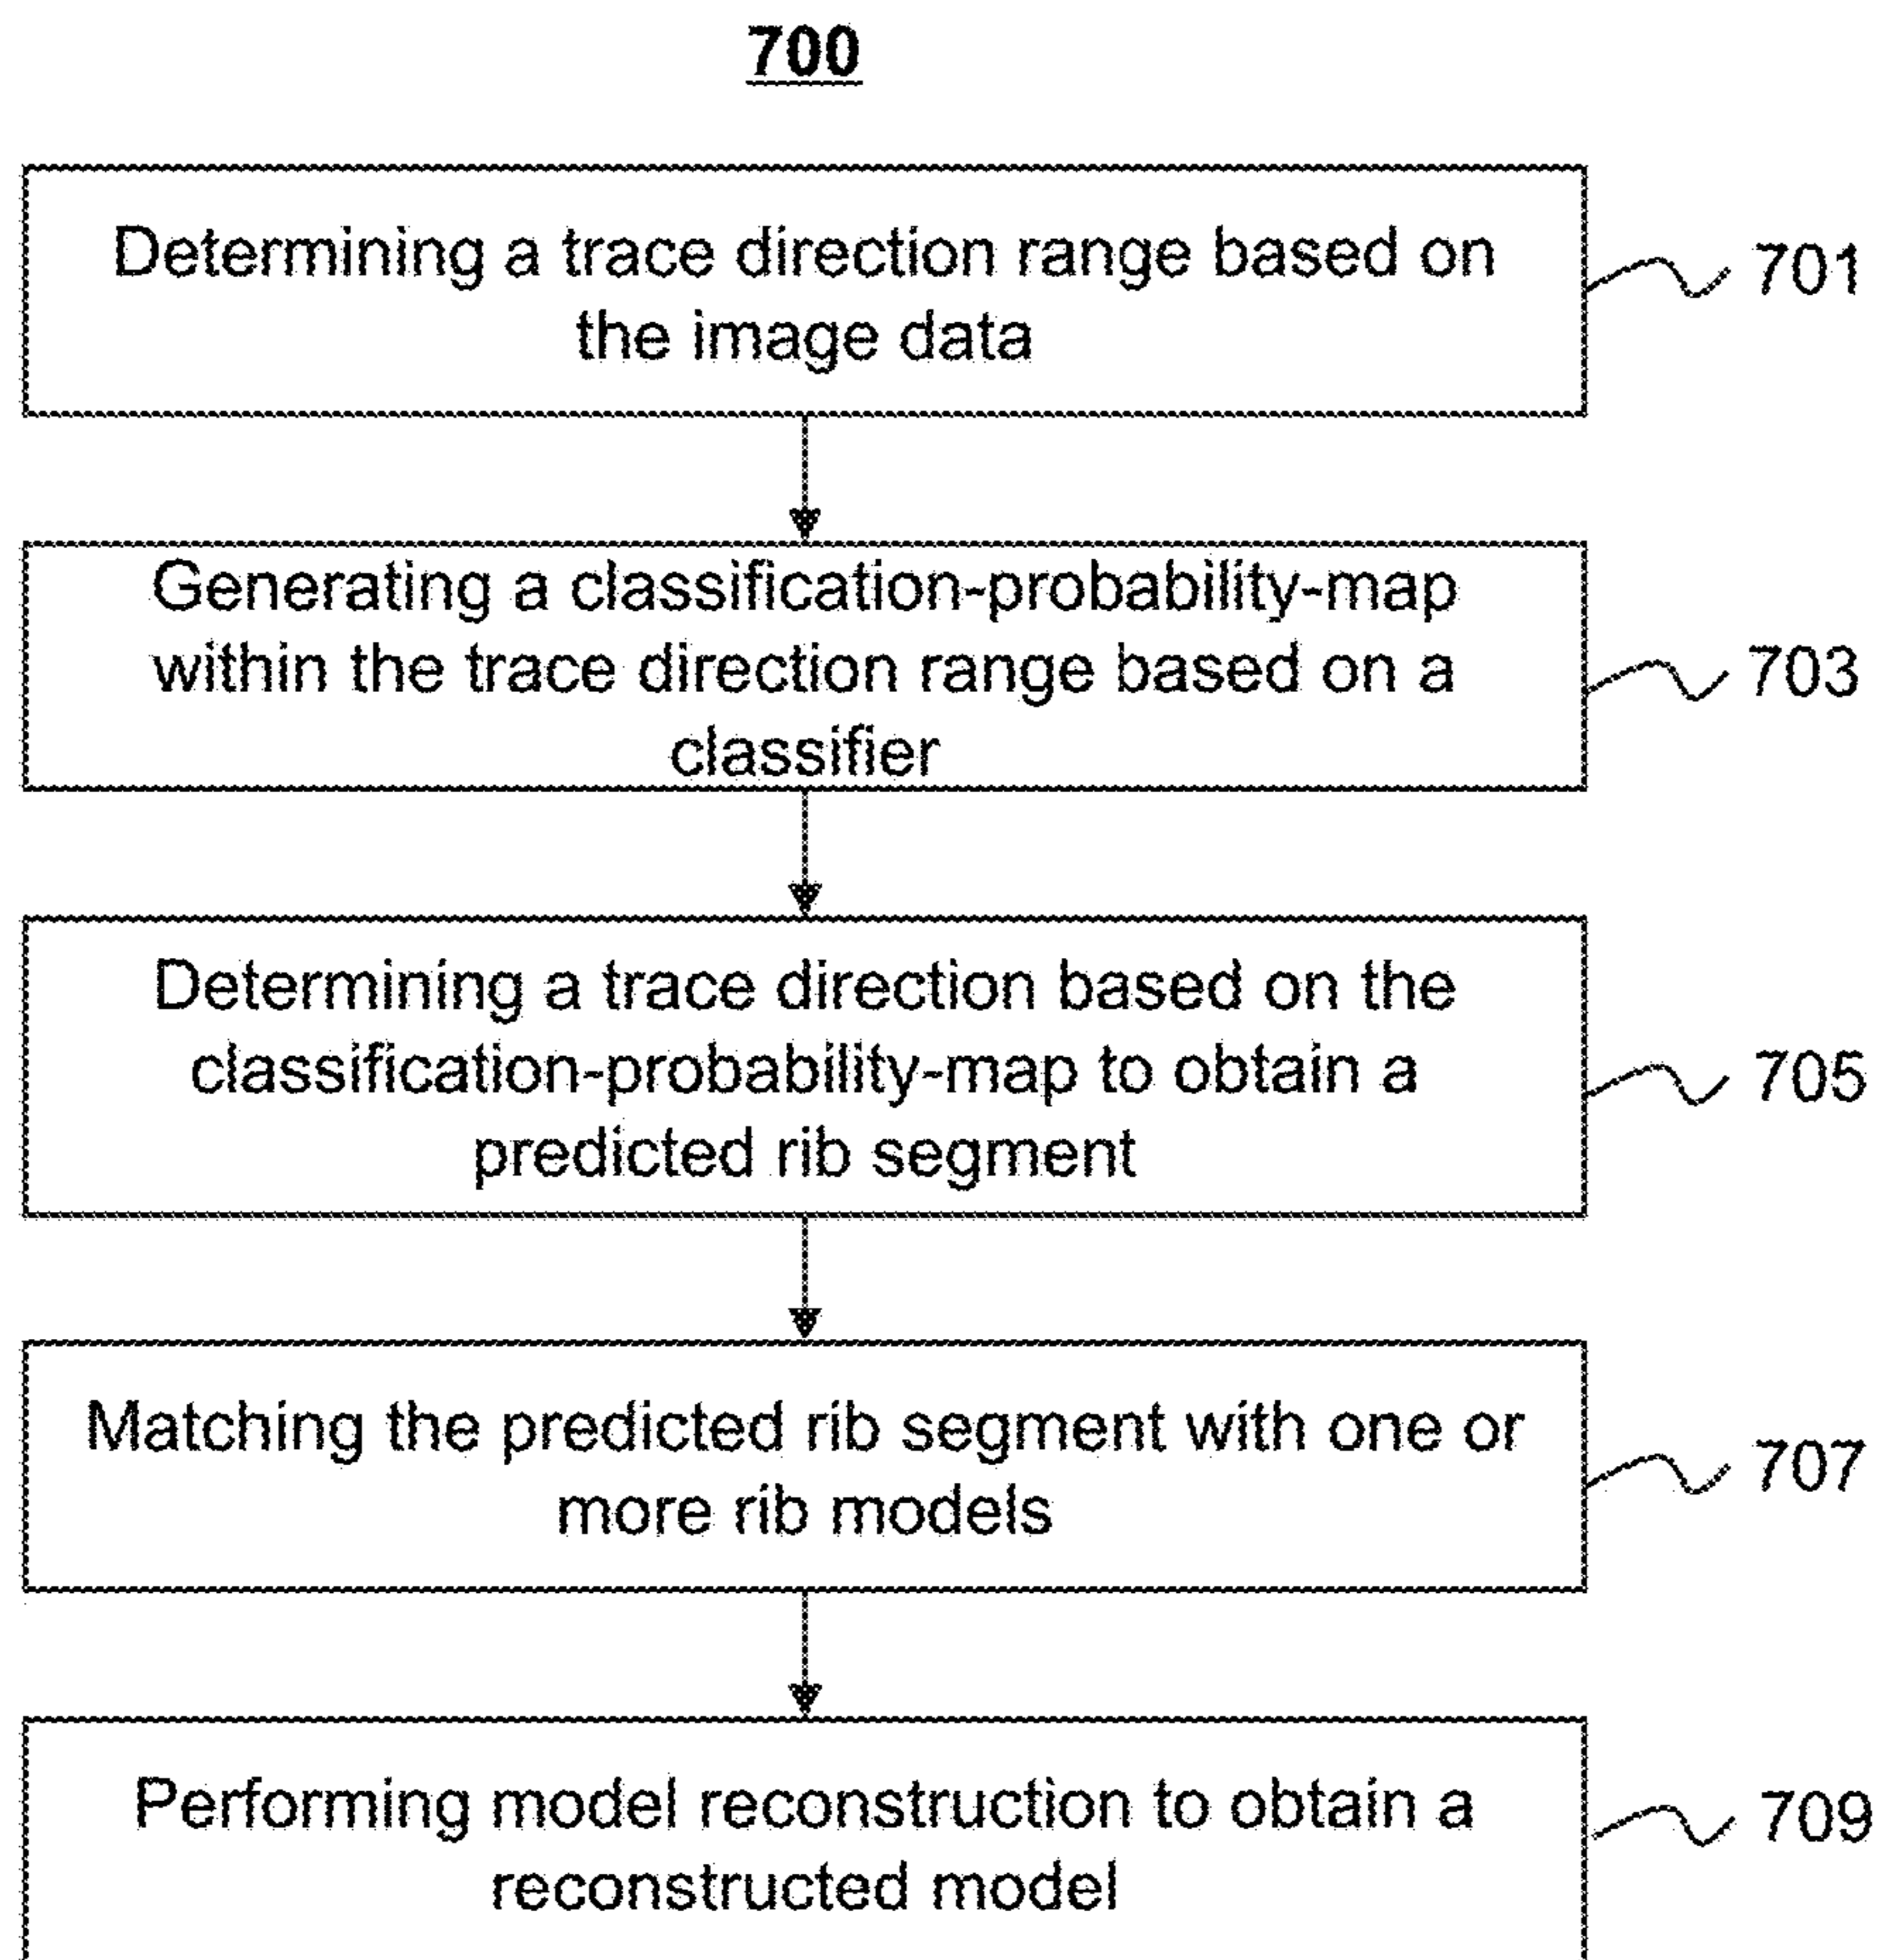 700
Determining a trace direction range based on
the image data
701
Generating a classification-probability-map
within the trace direction range based on a
classifier
703
Determining a trace direction based on the
classification-probability-map to obtain a
predicted rib segment
705
Matching the predicted rib segment with one or
more rib models
707
Performing model reconstruction to obtain a
reconstructed model
709